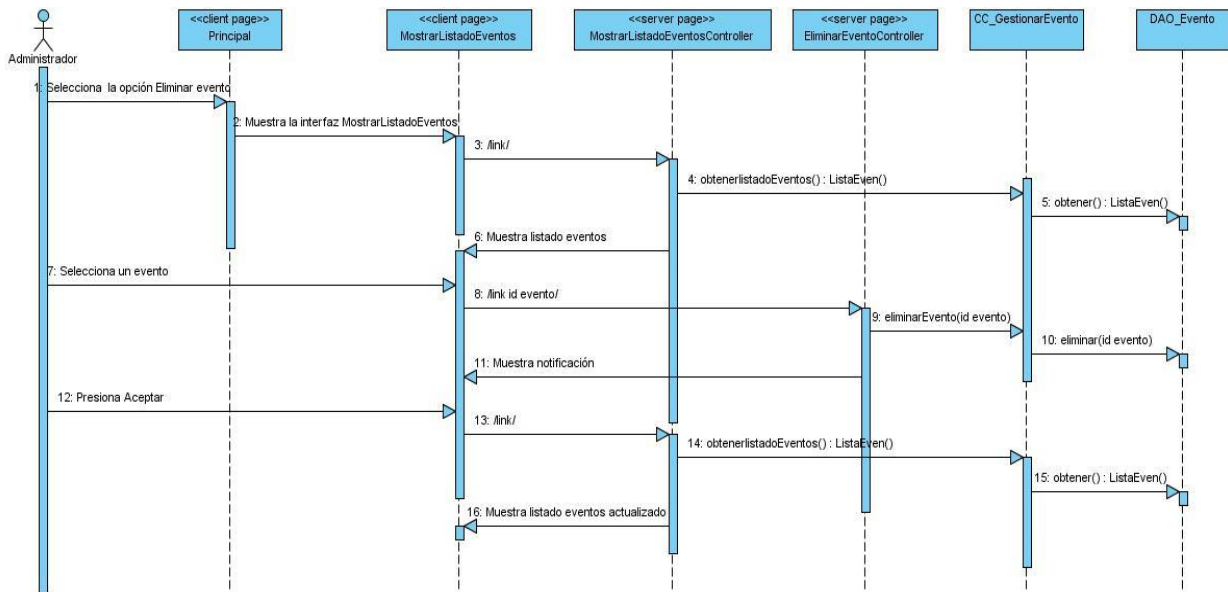 <<client page>>
Principal
<<client page>>
MostrarListadoEventos
<<server page>>
MostrarListadoEventosController
<<server page>>
EliminarEventoController
CC_GestionarEvento
DAO_Evento
Administrador
1: Selecciona la opción Eliminar evento
2: Muestra la interfaz MostrarListadoEventos
3: /link/
4: obtenerlistadoEventos() : ListaEven()
5: obtener() : ListaEven()
6: Muestra listado eventos
7: Selecciona un evento
8: /link id evento/
9: eliminarEvento(id evento)
10: eliminar(id evento)
11: Muestra notificación
12: Presiona Aceptar
13: /link/
14: obtenerlistadoEventos() : ListaEven()
15: obtener() : ListaEven()
16: Muestra listado eventos actualizado